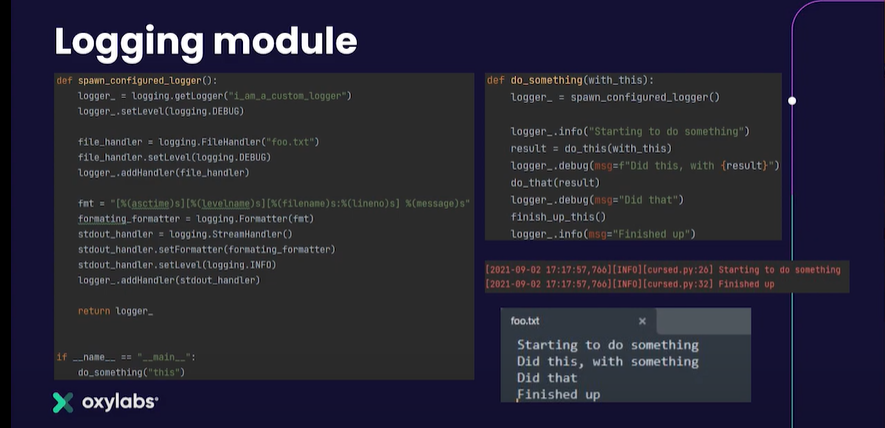 Logging module
def spawn_configured_logger():
logger_ = logging.getLogger("i_am_a_custom_logger")
logger_.setLevel(logging.DEBUG)
file_handler = logging.FileHandler("foo.txt")
file_handler.setLevel(logging.DEBUG)
logger_.addHandler(file_handler)
fmt = "[%(asctime)s][%(levelname)s][%(filename)s:%(lineno)s] %(message)s"
formating_formatter = logging.Formatter(fmt)
stdout_handler = logging.StreamHandler()
stdout_handler.setFormatter(formating_formatter)
stdout_handler.setLevel(logging.INFO)
logger_.addHandler(stdout_handler)
return logger_
if __name__ == "__main__":
do_something("this")
def do_something(with_this):
logger_ = spawn_configured_logger()
logger_.info("Starting to do something")
result = do_this(with_this)
logger_.debug(msg=f"Did this, with {result}")
do_that(result)
logger_.debug(msg="Did that")
finish_up_this()
logger_.info(msg="Finished up")
[2021-09-02 17:17:57,766][INFO][cursed.py:26] Starting to do something
[2021-09-02 17:17:57,766][INFO][cursed.py:32] Finished up
foo.txt ×
Starting to do something
Did this, with something
Did that
Finished up
oxylabs®